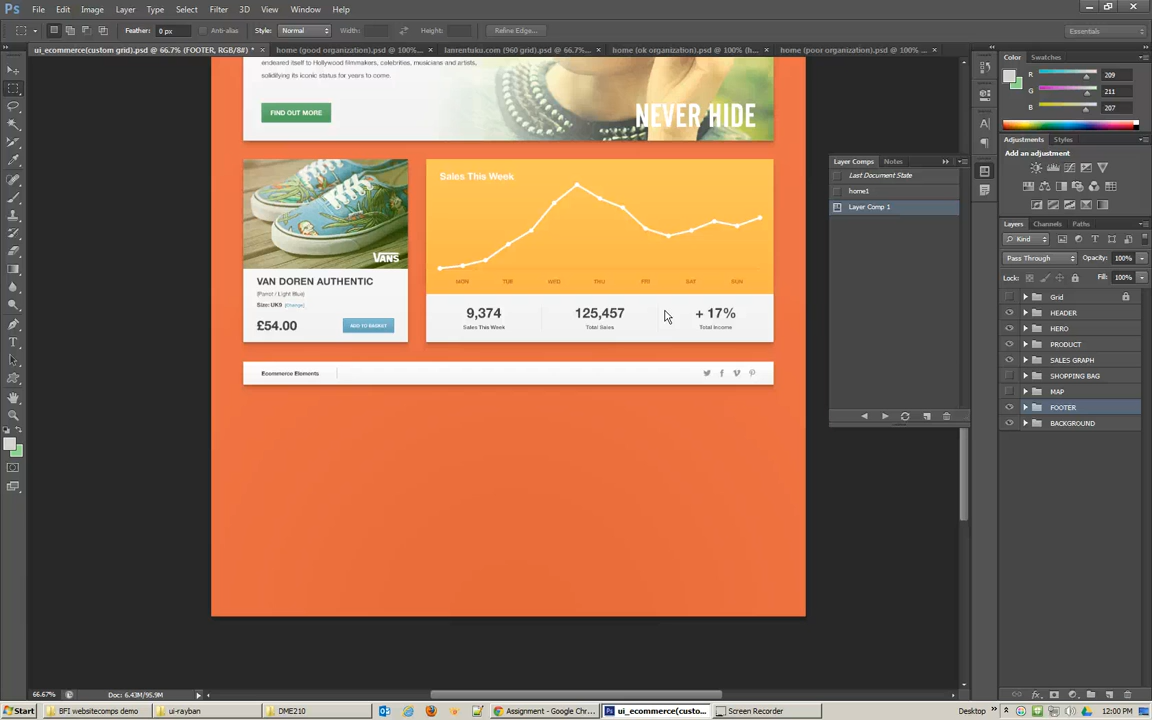 Ps File Edit Image Layer Type Select Filter 3D View Window Help
Feather: 0 px Anti-alias Style: Normal Width: Height: Refine Edge... Essentials
ui_ecommerce(custom grid).psd @ 66.7% (FOOTER, RGB/8#) * × home (good organization).psd @ 100%... × lamrentuku.com (960 grid) @ 66.7%... × home (ok organization).psd @ 100% (h... × home (poor organization).psd @ 100% ... ×
endeared itself to Hollywood filmmakers, celebrities, musicians and artists,
solidifying its iconic status for years to come.
FIND OUT MORE
NEVER HIDE
VANS
VAN DOREN AUTHENTIC
(Parrot / Light Blue)
Size: UK9 (Change)
£54.00 ADD TO BASKET
Sales This Week
MON TUE WED THU FRI SAT SUN
9,374 125,457 + 17%
Sales This Week Total Sales Total Income
Ecommerce Elements
Layer Comps Notes
Last Document State
home1
Layer Comp 1
Color Swatches
R 209
G 211
B 207
Adjustments Styles
Add an adjustment
Layers Channels Paths
Kind
Pass Through Opacity: 100%
Lock: Fill: 100%
Grid
HEADER
HERO
PRODUCT
SALES GRAPH
SHOPPING BAG
MAP
FOOTER
BACKGROUND
66.67% Doc: 6.43M/95.9M
Start BFI websitecomps demo ui-rayban DME210 Assignment - Google Chr... ui_ecommerce(custo... Screen Recorder Desktop 12:00 PM